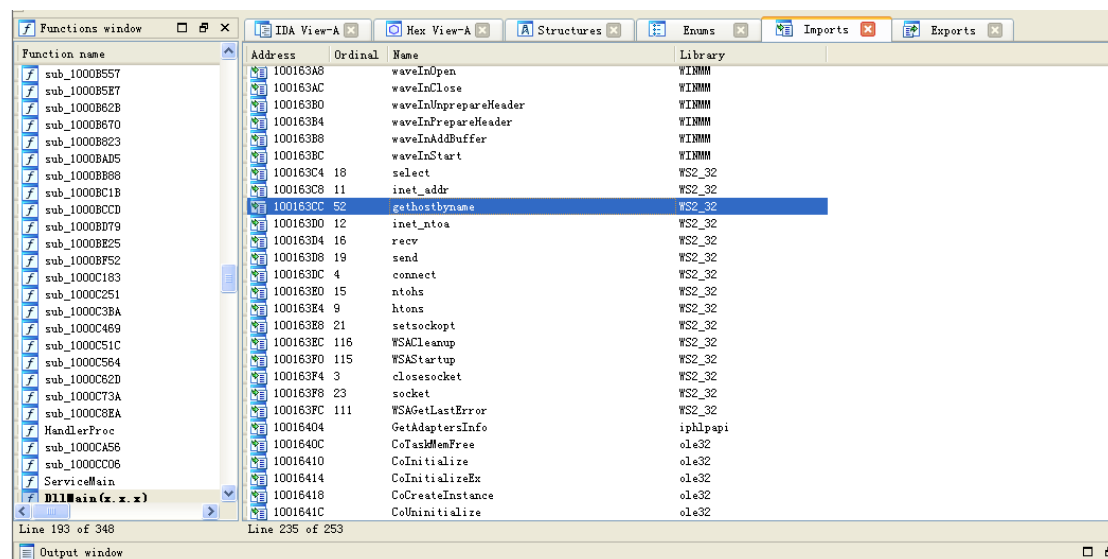 Functions window
IDA View-A Hex View-A Structures Enums Imports Exports
Function name
sub_1000B557
sub_1000B5E7
sub_1000B62B
sub_1000B670
sub_1000B823
sub_1000BAD5
sub_1000BB88
sub_1000BC1B
sub_1000BCCD
sub_1000BD79
sub_1000BE25
sub_1000BF52
sub_1000C183
sub_1000C251
sub_1000C3BA
sub_1000C469
sub_1000C51C
sub_1000C564
sub_1000C62D
sub_1000C73A
sub_1000C8EA
HandlerProc
sub_1000CA56
sub_1000CC06
ServiceMain
DllMain(x,x,x)
Line 193 of 348
Address Ordinal Name Library
100163A8 waveInOpen WINMM
100163AC waveInClose WINMM
100163B0 waveInUnprepareHeader WINMM
100163B4 waveInPrepareHeader WINMM
100163B8 waveInAddBuffer WINMM
100163BC waveInStart WINMM
100163C4 18 select WS2_32
100163C8 11 inet_addr WS2_32
100163CC 52 gethostbyname WS2_32
100163D0 12 inet_ntoa WS2_32
100163D4 16 recv WS2_32
100163D8 19 send WS2_32
100163DC 4 connect WS2_32
100163E0 15 ntohs WS2_32
100163E4 9 htons WS2_32
100163E8 21 setsockopt WS2_32
100163EC 116 WSACleanup WS2_32
100163F0 115 WSAStartup WS2_32
100163F4 3 closesocket WS2_32
100163F8 23 socket WS2_32
100163FC 111 WSAGetLastError WS2_32
10016404 GetAdaptersInfo iphlpapi
1001640C CoTaskMemFree ole32
10016410 CoInitialize ole32
10016414 CoInitializeEx ole32
10016418 CoCreateInstance ole32
1001641C CoUninitialize ole32
Line 235 of 253
Output window